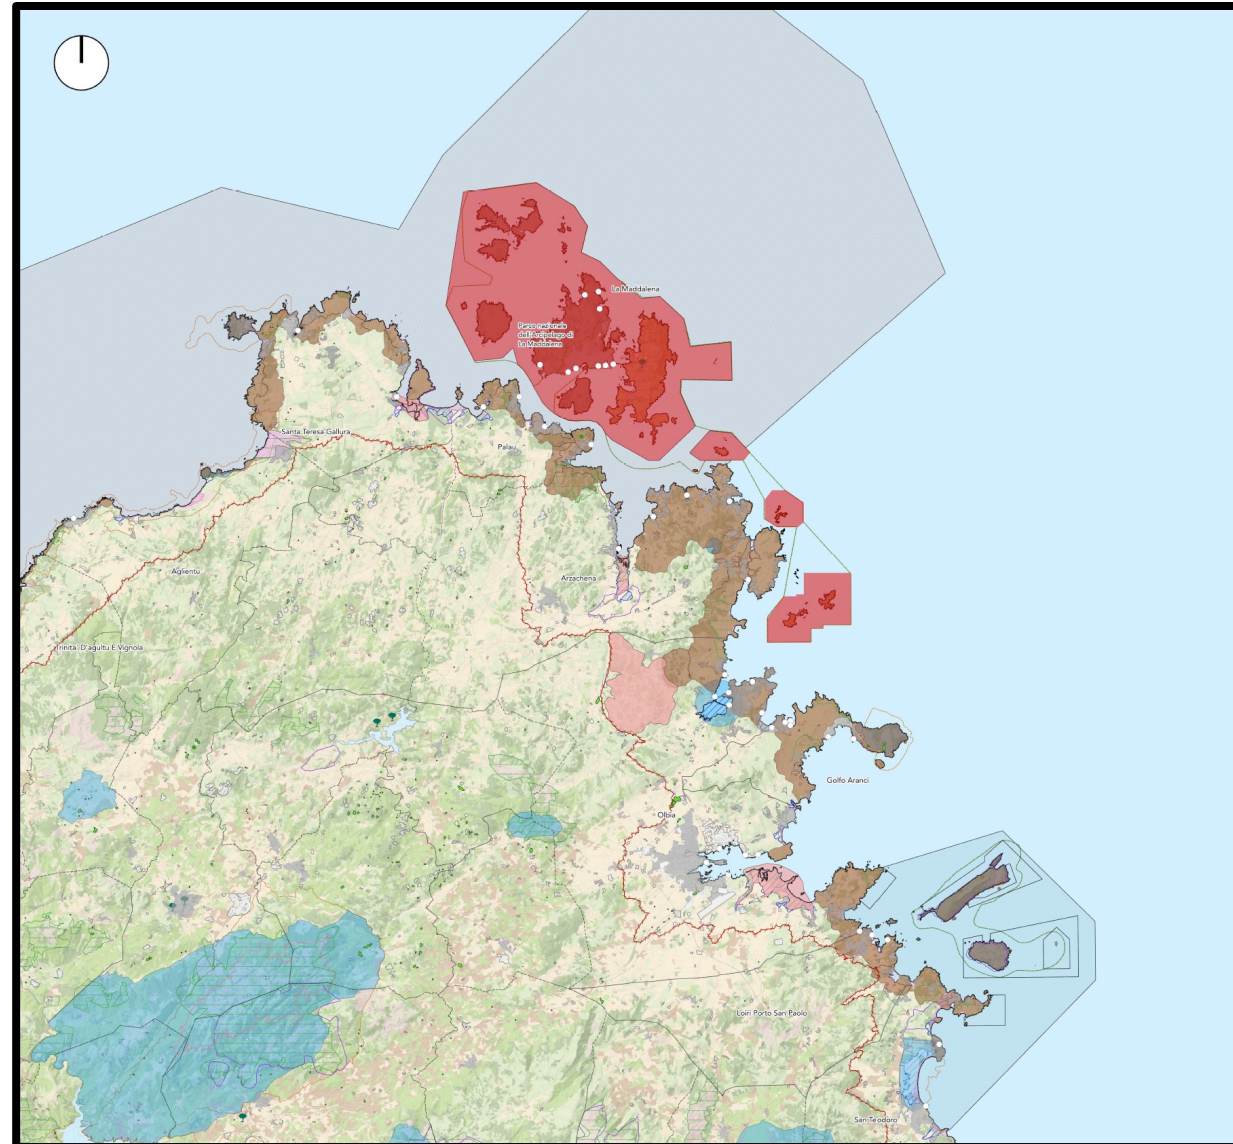 La Maddalena
Parco nazionale
dell'Arcipelago di
La Maddalena
Santa Teresa Gallura
Palau
Aglientu
Arzachena
Trinita' D'agultu E Vignola
Golfo Aranci
Olbia
Loiri Porto San Paolo
San Teodoro